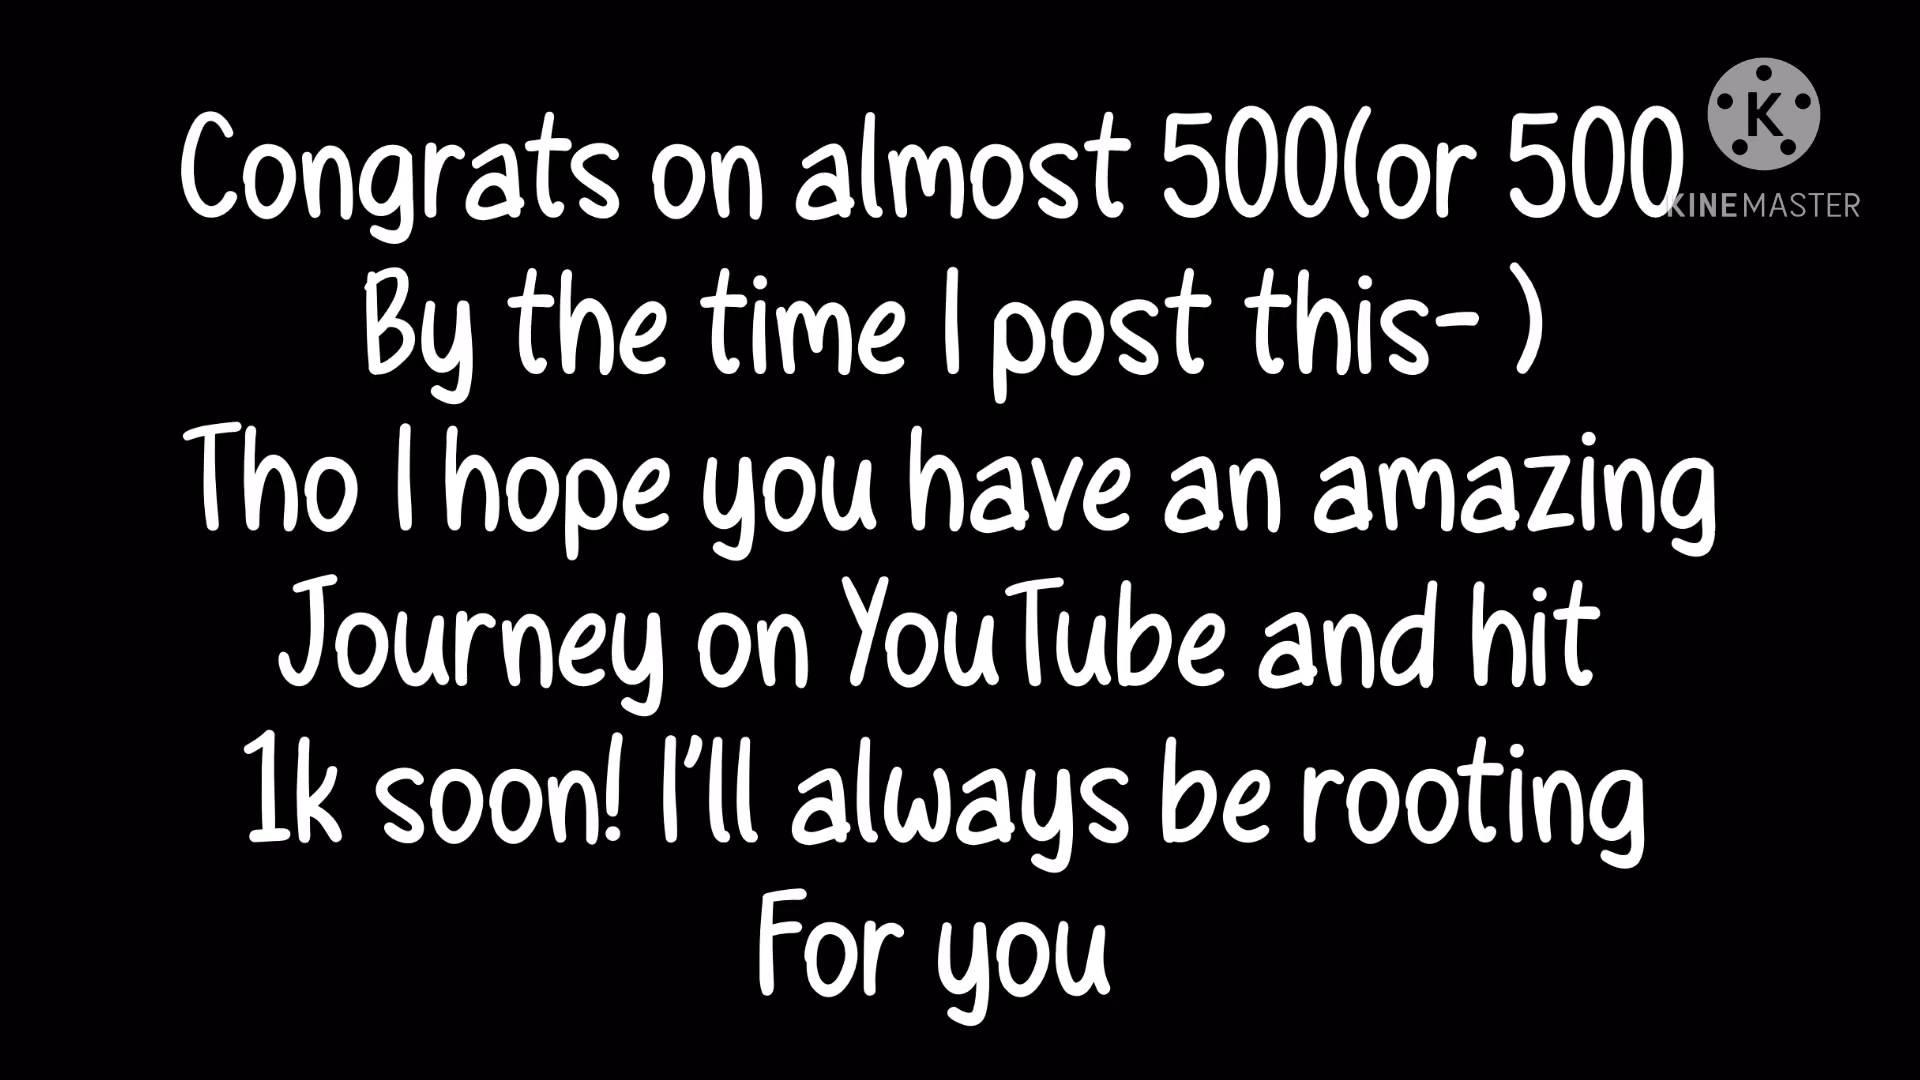 Congrats on almost 500(or 500
K
KINEMASTER
By the time I post this- )
Tho I hope you have an amazing
Journey on YouTube and hit
1k soon! I'll always be rooting
For you